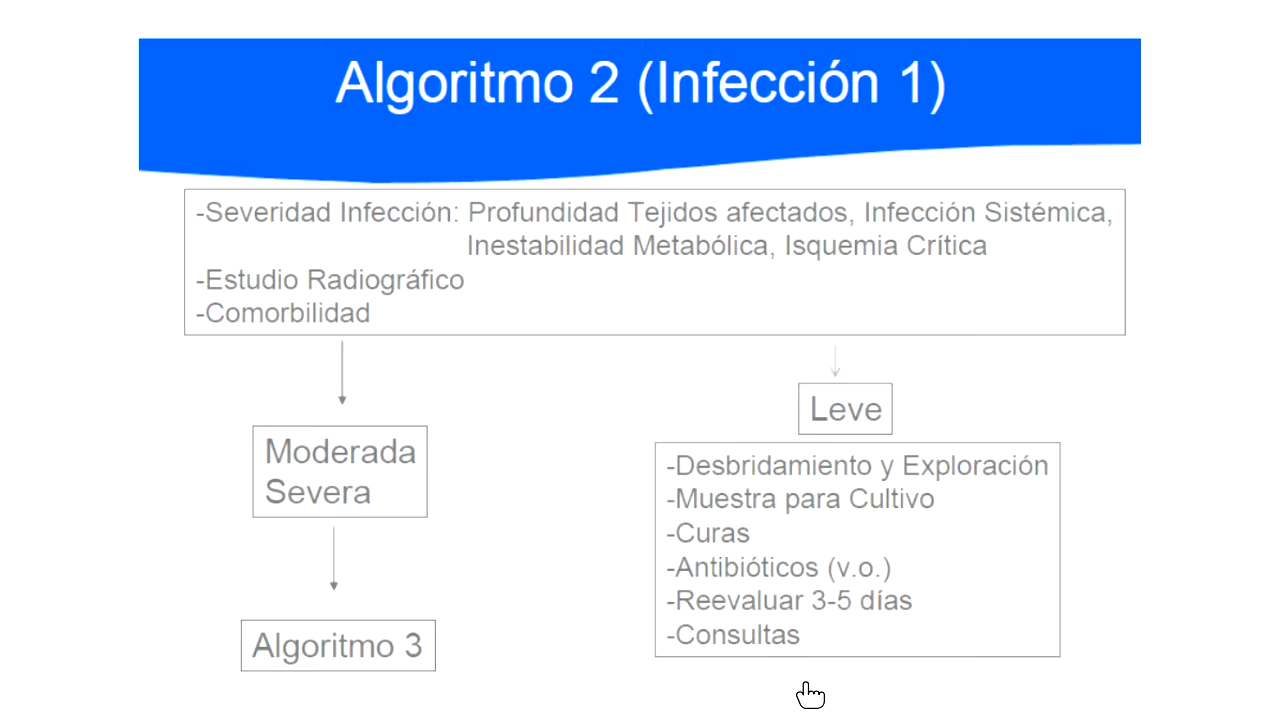 Algoritmo 2 (Infección 1)
-Severidad Infección: Profundidad Tejidos afectados, Infección Sistémica,
Inestabilidad Metabólica, Isquemia Crítica
-Estudio Radiográfico
-Comorbilidad
Leve
Moderada
Severa
-Desbridamiento y Exploración
-Muestra para Cultivo
-Curas
-Antibióticos (v.o.)
-Reevaluar 3-5 días
-Consultas
Algoritmo 3